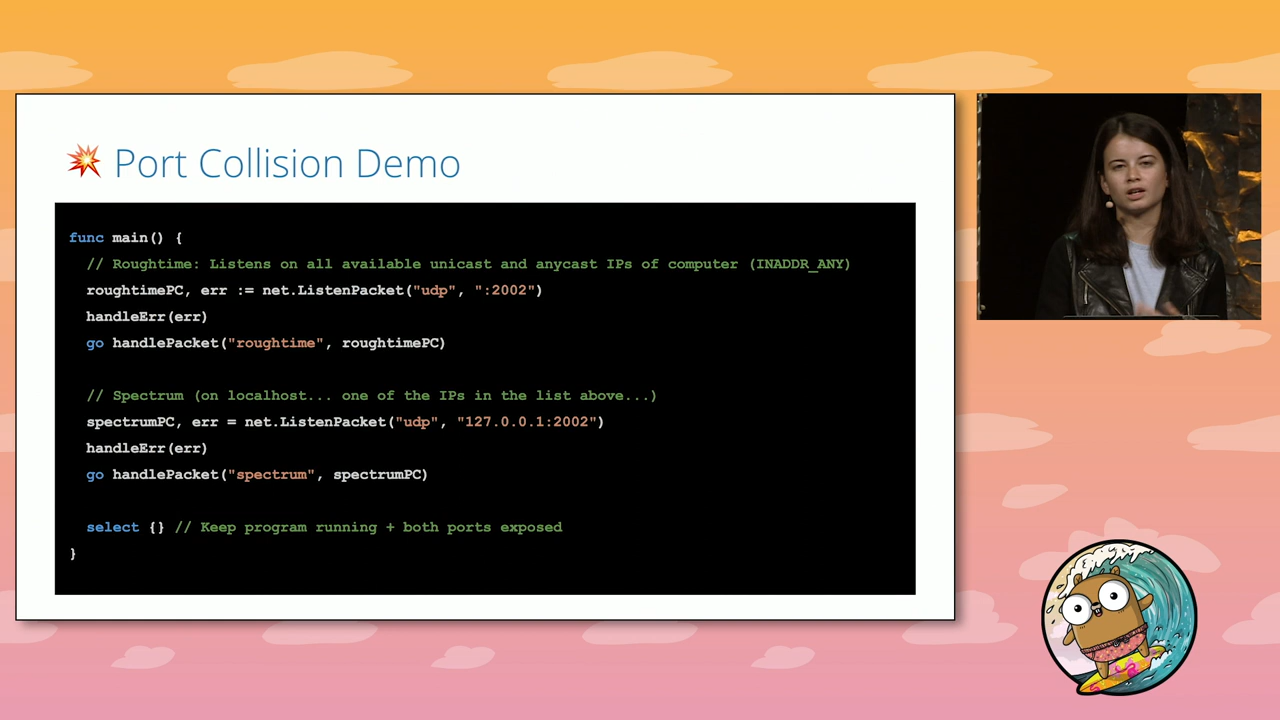 💥 Port Collision Demo
func main() {
// Roughtime: Listens on all available unicast and anycast IPs of computer (INADDR_ANY)
roughtimePC, err := net.ListenPacket("udp", ":2002")
handleErr(err)
go handlePacket("roughtime", roughtimePC)
// Spectrum (on localhost... one of the IPs in the list above...)
spectrumPC, err = net.ListenPacket("udp", "127.0.0.1:2002")
handleErr(err)
go handlePacket("spectrum", spectrumPC)
select {} // Keep program running + both ports exposed
}